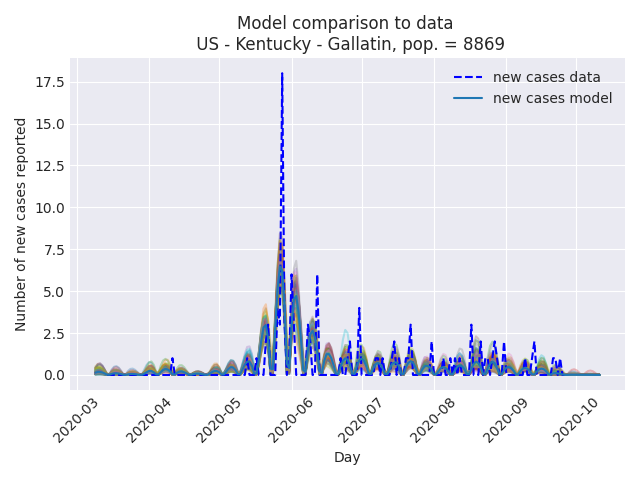 Model comparison to data
US - Kentucky - Gallatin, pop. = 8869
new cases data
new cases model
Number of new cases reported
17.5
15.0
12.5
10.0
7.5
5.0
2.5
0.0
2020-03
2020-04
2020-05
2020-06
2020-07
2020-08
2020-09
2020-10
Day